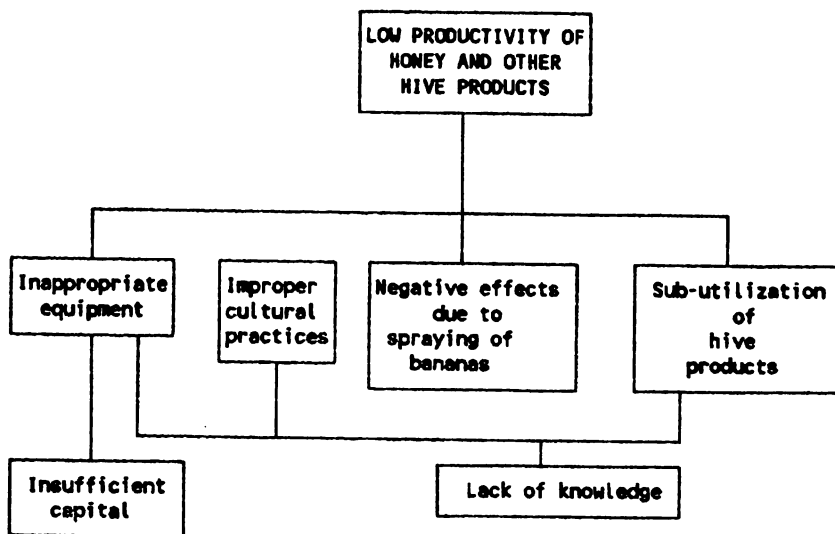 LOW PRODUCTIVITY OF
HONEY AND OTHER
HIVE PRODUCTS
Inappropriate
equipment
Improper
cultural
practices
Negative effects
due to
spraying of
bananas
Sub-utilization
of
hive
products
Insufficient
capital
Lack of knowledge